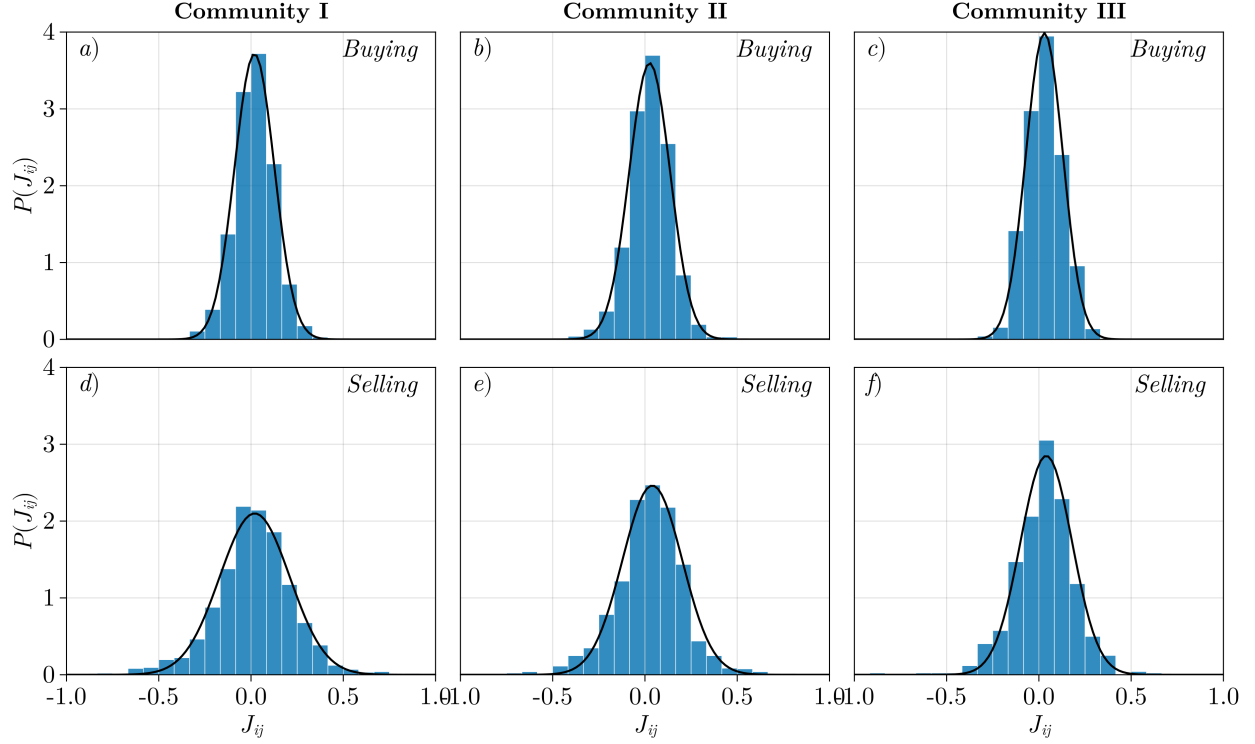 Community I Community II Community III
a) Buying b) Buying c) Buying
4
3
2
1
0
P(J_ij)
d) Selling e) Selling f) Selling
4
3
2
1
0
P(J_ij)
-1.0 -0.5 0.0 0.5 1.0 -1.0 -0.5 0.0 0.5 1.0 -1.0 -0.5 0.0 0.5 1.0
J_ij J_ij J_ij